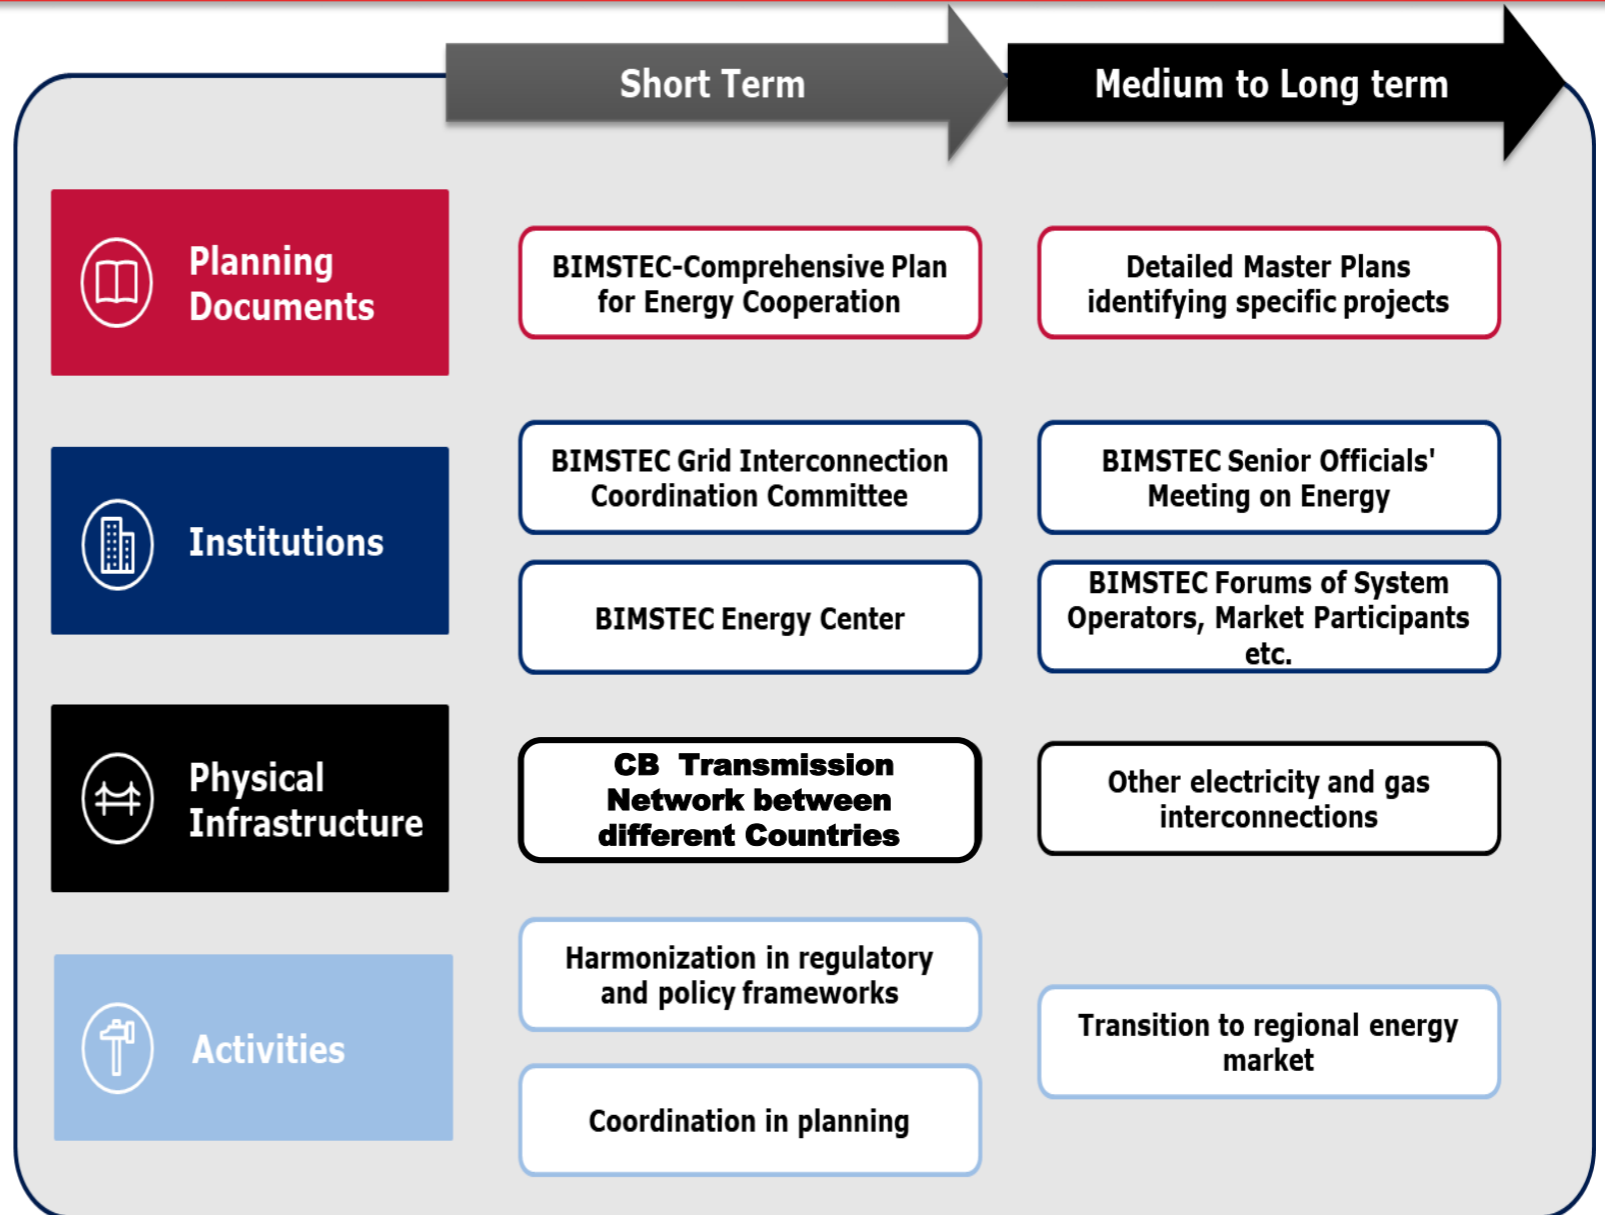 Short Term
Medium to Long term
Planning
Documents
BIMSTEC-Comprehensive Plan
for Energy Cooperation
Detailed Master Plans
identifying specific projects
Institutions
BIMSTEC Grid Interconnection
Coordination Committee
BIMSTEC Senior Officials'
Meeting on Energy
BIMSTEC Energy Center
BIMSTEC Forums of System
Operators, Market Participants
etc.
Physical
Infrastructure
CB Transmission
Network between
different Countries
Other electricity and gas
interconnections
Activities
Harmonization in regulatory
and policy frameworks
Coordination in planning
Transition to regional energy
market